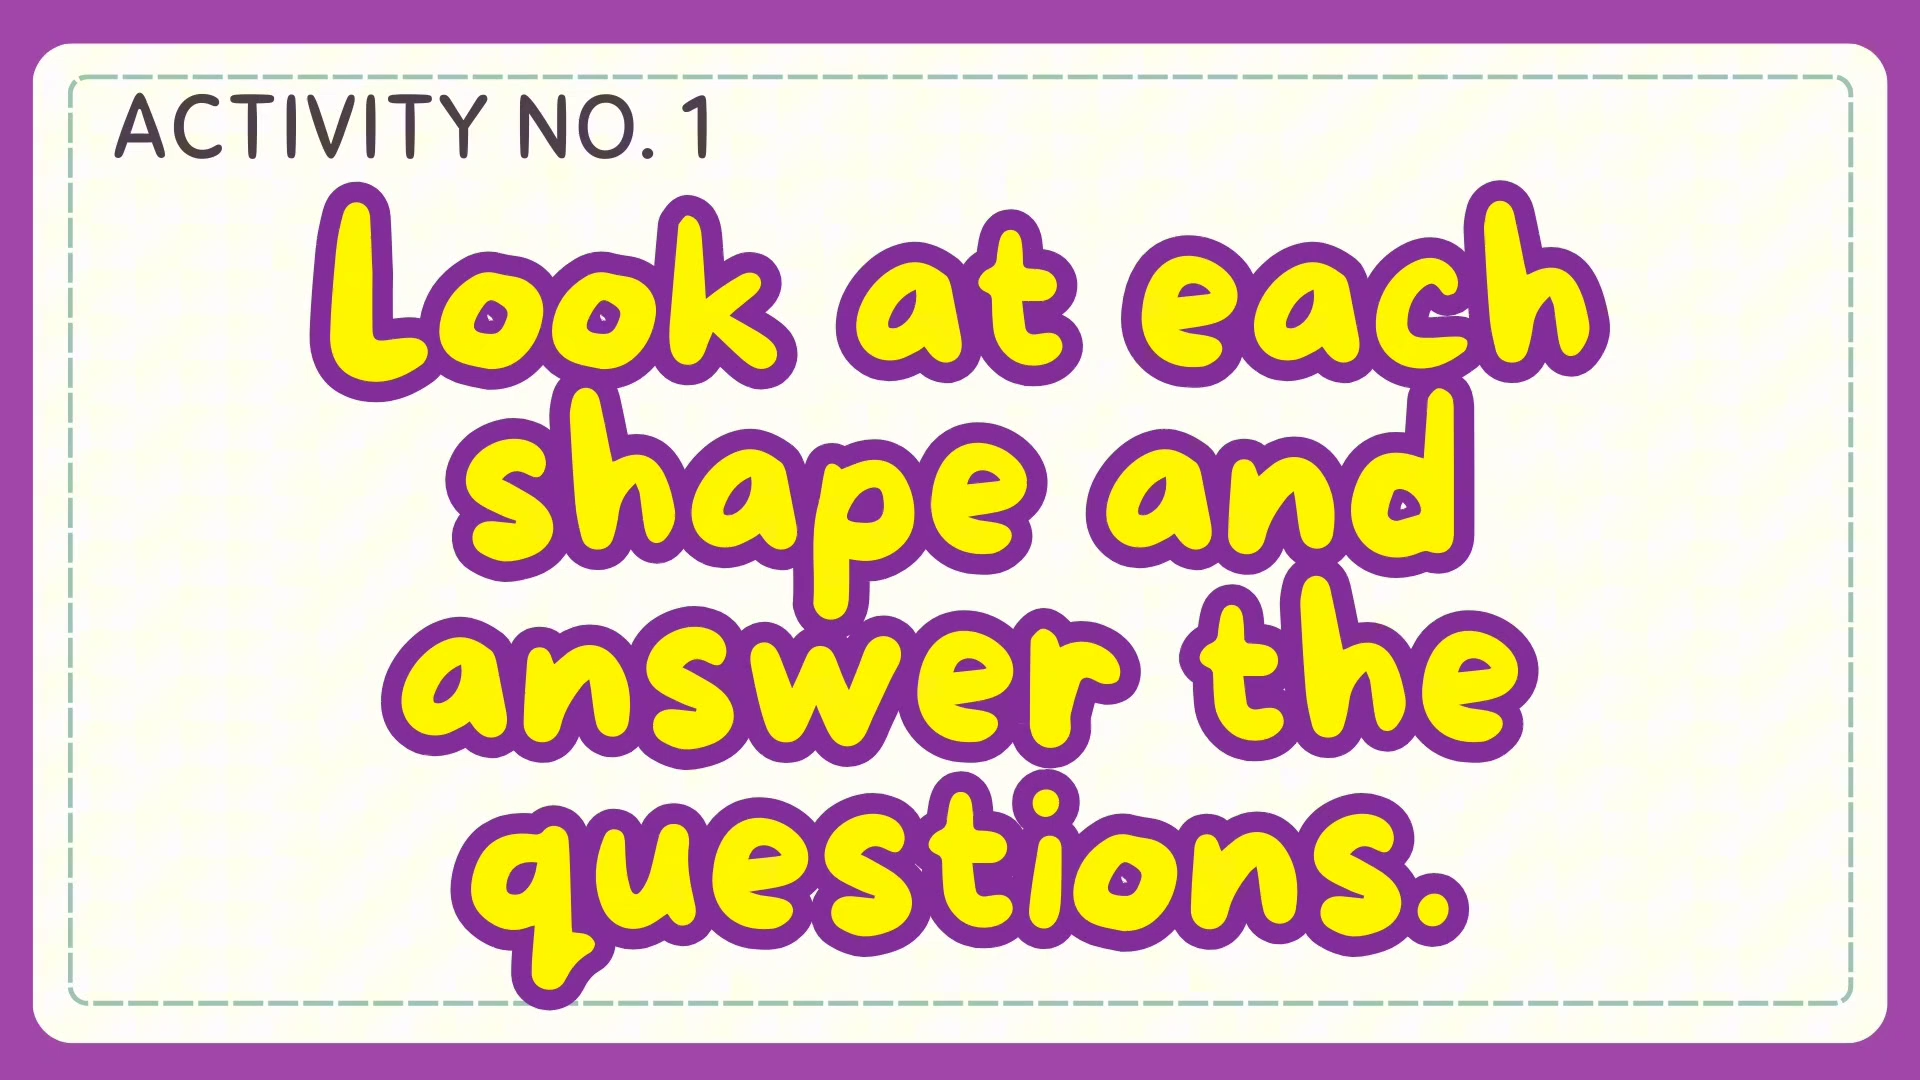 ACTIVITY NO. 1
Look at each
shape and
answer the
questions.